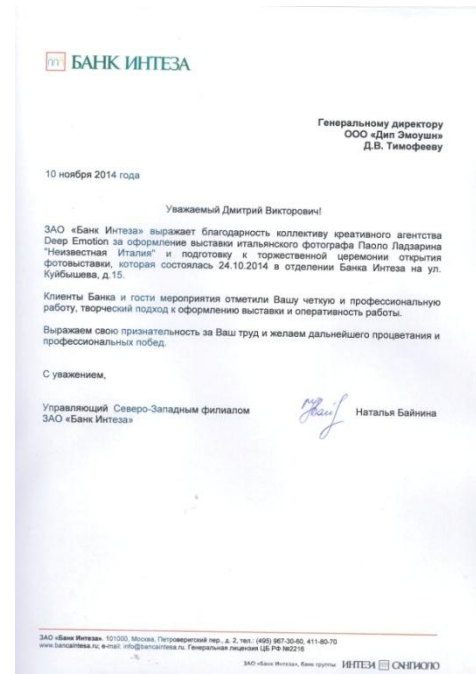 БАНК ИНТЕЗА
Генеральному директору
ООО «Дип Эмоушн»
Д.В. Тимофееву
10 ноября 2014 года
Уважаемый Дмитрий Викторович!
ЗАО «Банк Интеза» выражает благодарность коллективу креативного агентства
Deep Emotion за оформление выставки итальянского фотографа Паоло Ладзарина
"Неизвестная Италия" и подготовку к торжественной церемонии открытия
фотовыставки, которая состоялась 24.10.2014 в отделении Банка Интеза на ул.
Куйбышева, д.15.
Клиенты Банка и гости мероприятия отметили Вашу четкую и профессиональную
работу, творческий подход к оформлению выставки и оперативность работы.
Выражаем свою признательность за Ваш труд и желаем дальнейшего процветания и
профессиональных побед.
С уважением,
Управляющий Северо-Западным филиалом
ЗАО «Банк Интеза»
Наталья Байнина
ЗАО «Банк Интеза». 101000, Москва, Петроверигский пер., д. 2, тел.: (495) 967-30-60, 411-80-70
www.bancaintesa.ru; e-mail: info@bancaintesa.ru. Генеральная лицензия ЦБ РФ №2216
ЗАО «Банк Интеза», банк группы ИНТЕЗА САНПАОЛО